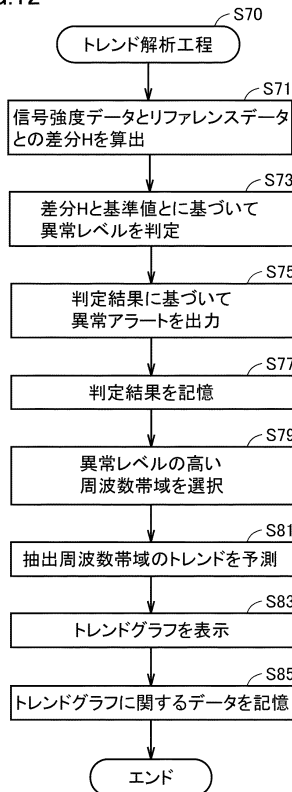 S70
トレンド解析工程
S71
信号強度データとリファレンスデータ
との差分Hを算出
S73
差分Hと基準値とに基づいて
異常レベルを判定
S75
判定結果に基づいて
異常アラートを出力
S77
判定結果を記憶
S79
異常レベルの高い
周波数帯域を選択
S81
抽出周波数帯域のトレンドを予測
S83
トレンドグラフを表示
S85
トレンドグラフに関するデータを記憶
エンド